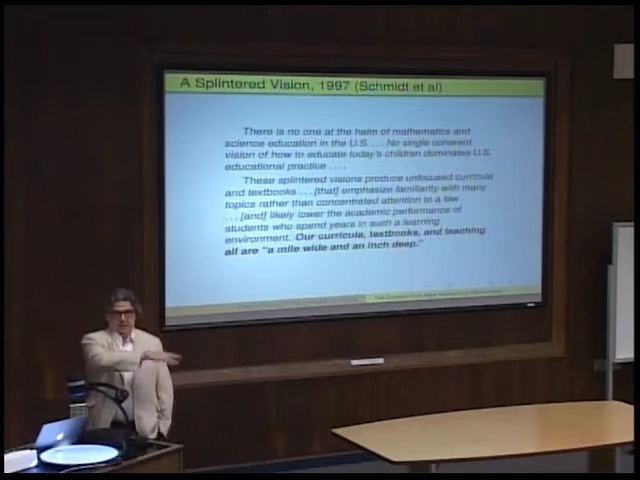 A Splintered Vision, 1997 (Schmidt et al)
There is no one at the helm of mathematics and
science education in the U.S. . . . No single coherent
vision of how to educate today's children dominates U.S.
educational practice . . . .
These splintered visions produce unfocused curricula
and textbooks . . . [that] emphasize familiarity with many
topics rather than concentrated attention to a few
. . . [and] likely lower the academic performance of
students who spend years in such a learning
environment. Our curricula, textbooks, and teaching
all are "a mile wide and an inch deep."